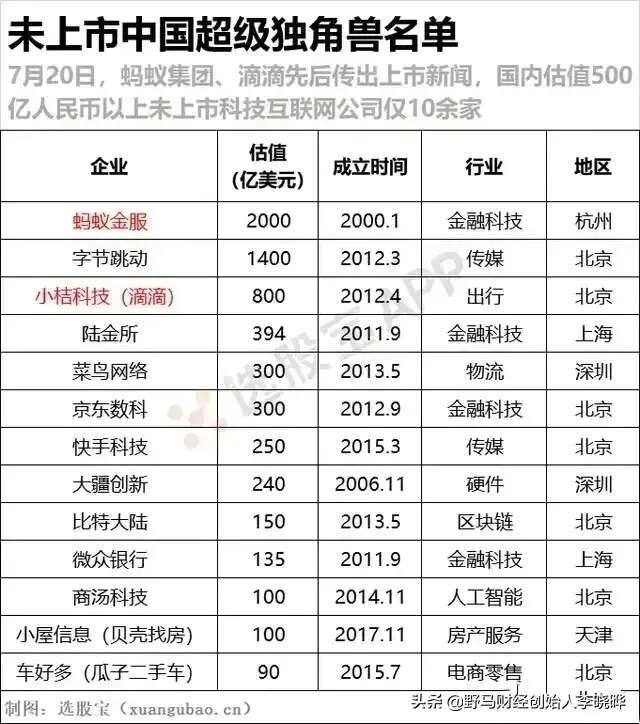 未上市中国超级独角兽名单
7月20日，蚂蚁集团、滴滴先后传出上市新闻，国内估值500
亿人民币以上未上市科技互联网公司仅10余家
企业 估值（亿美元） 成立时间 行业 地区
蚂蚁金服 2000 2000.1 金融科技 杭州
字节跳动 1400 2012.3 传媒 北京
小桔科技（滴滴） 800 2012.4 出行 北京
陆金所 394 2011.9 金融科技 上海
菜鸟网络 300 2013.5 物流 深圳
京东数科 300 2012.9 金融科技 北京
快手科技 250 2015.3 传媒 北京
大疆创新 240 2006.11 硬件 深圳
比特大陆 150 2013.5 区块链 北京
微众银行 135 2011.9 金融科技 上海
商汤科技 100 2014.11 人工智能 北京
小屋信息（贝壳找房） 100 2017.11 房产服务 天津
车好多（瓜子二手车） 90 2015.7 电商零售 北京
制图：选股宝（xuangubao.cn）
头条@野马财经创始人李晓晔
选股宝APP